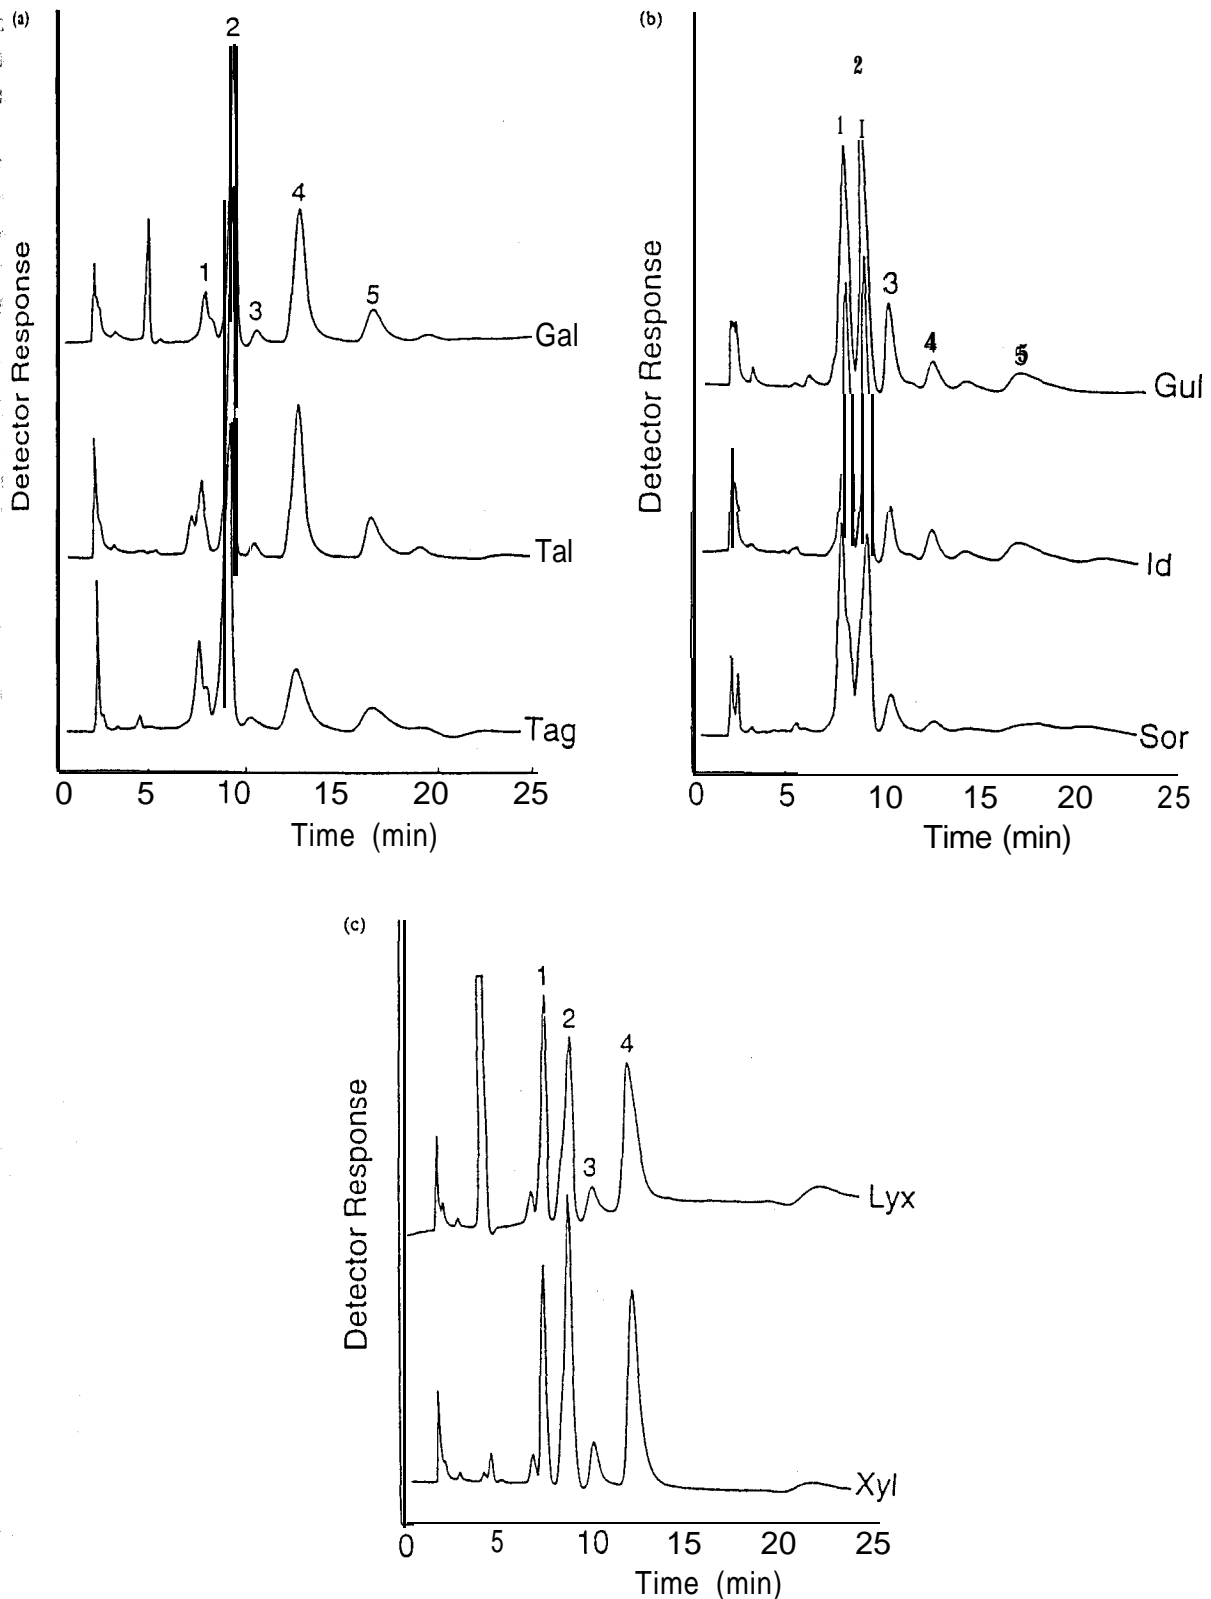 (a)
2
4
1
3
5
Gal
Tal
Tag
Detector Response
0 5 10 15 20 25
Time (min)
(b)
2
1 I
3
4
5
Gul
Id
Sor
Detector Response
0 5 10 15 20 25
Time (min)
(c)
1
2
4
3
Lyx
Xyl
Detector Response
0 5 10 15 20 25
Time (min)